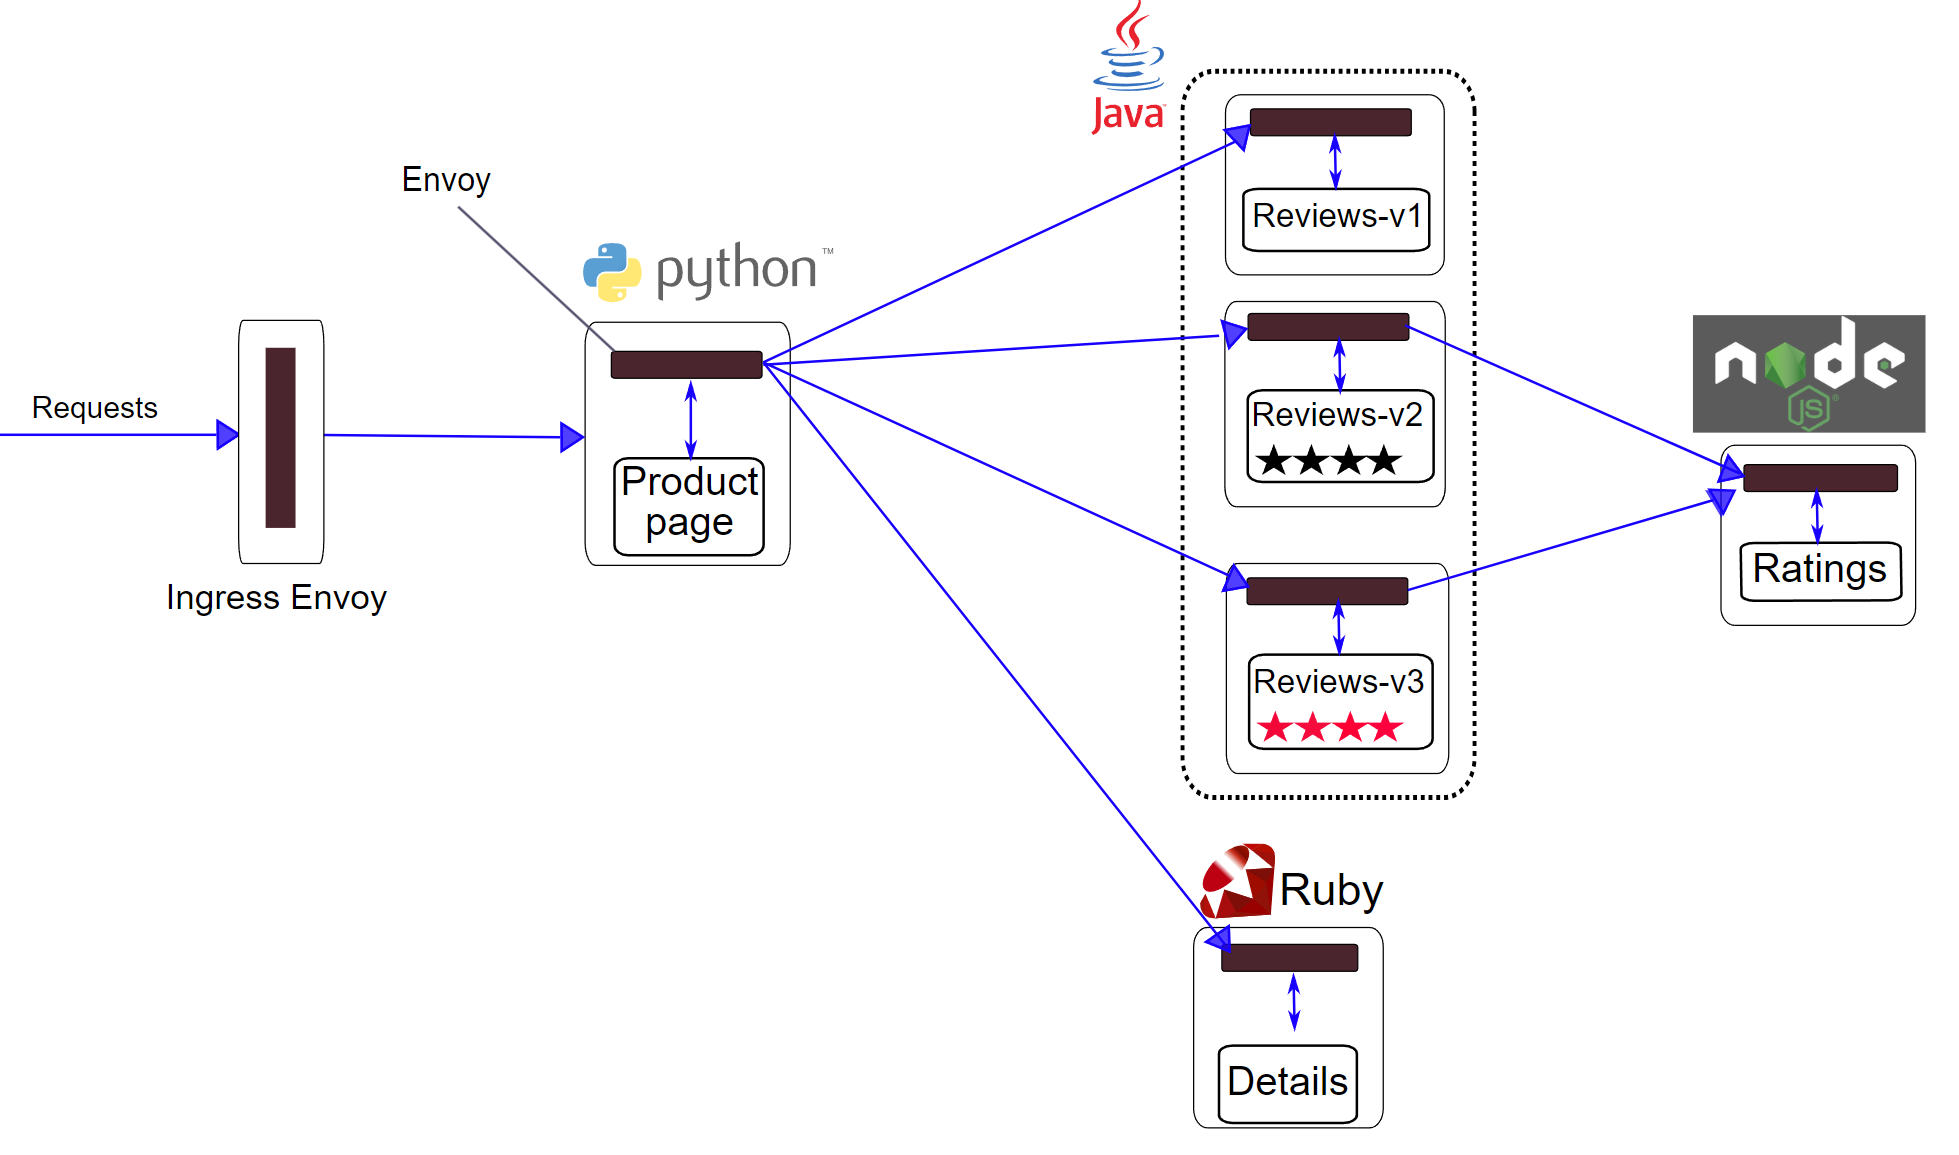 Java
Envoy
python™
Reviews-v1
Requests
Reviews-v2
node
JS®
Product
page
Ratings
Ingress Envoy
Reviews-v3
Ruby
Details